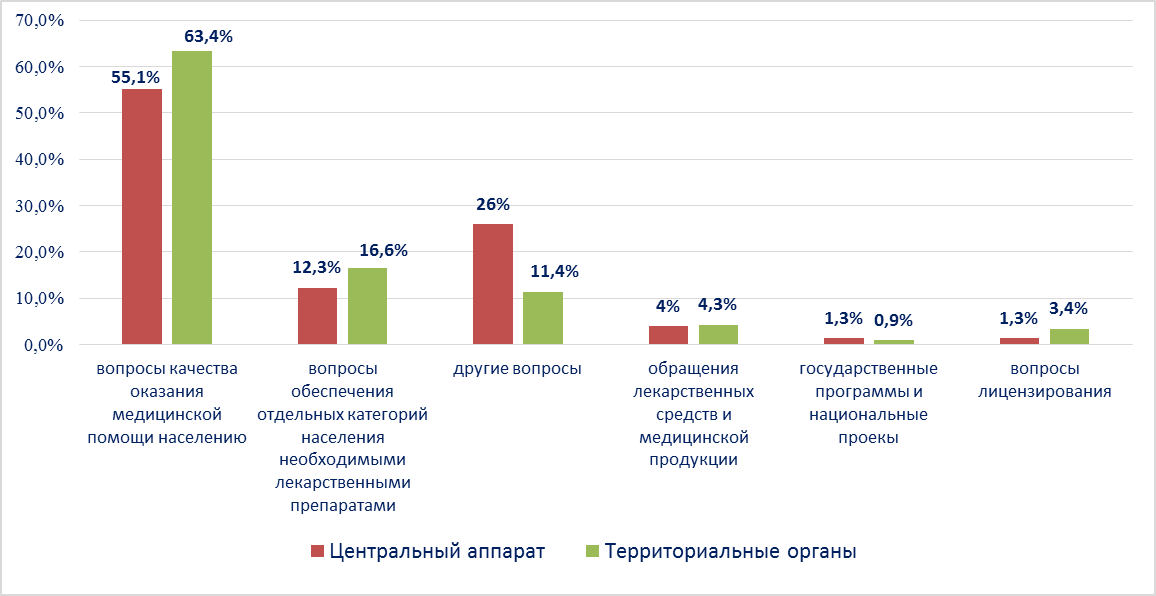 70,0%
60,0%
50,0%
40,0%
30,0%
20,0%
10,0%
0,0%
55,1%
63,4%
12,3%
16,6%
26%
11,4%
4%
4,3%
1,3%
0,9%
1,3%
3,4%
вопросы качества
оказания
медицинской
помощи населению
вопросы
обеспечения
отдельных категорий
населения
необходимыми
лекарственными
препаратами
другие вопросы
обращения
лекарственных
средств и
медицинской
продукции
государственные
программы и
национальные
проекы
вопросы
лицензирования
Центральный аппарат
Территориальные органы